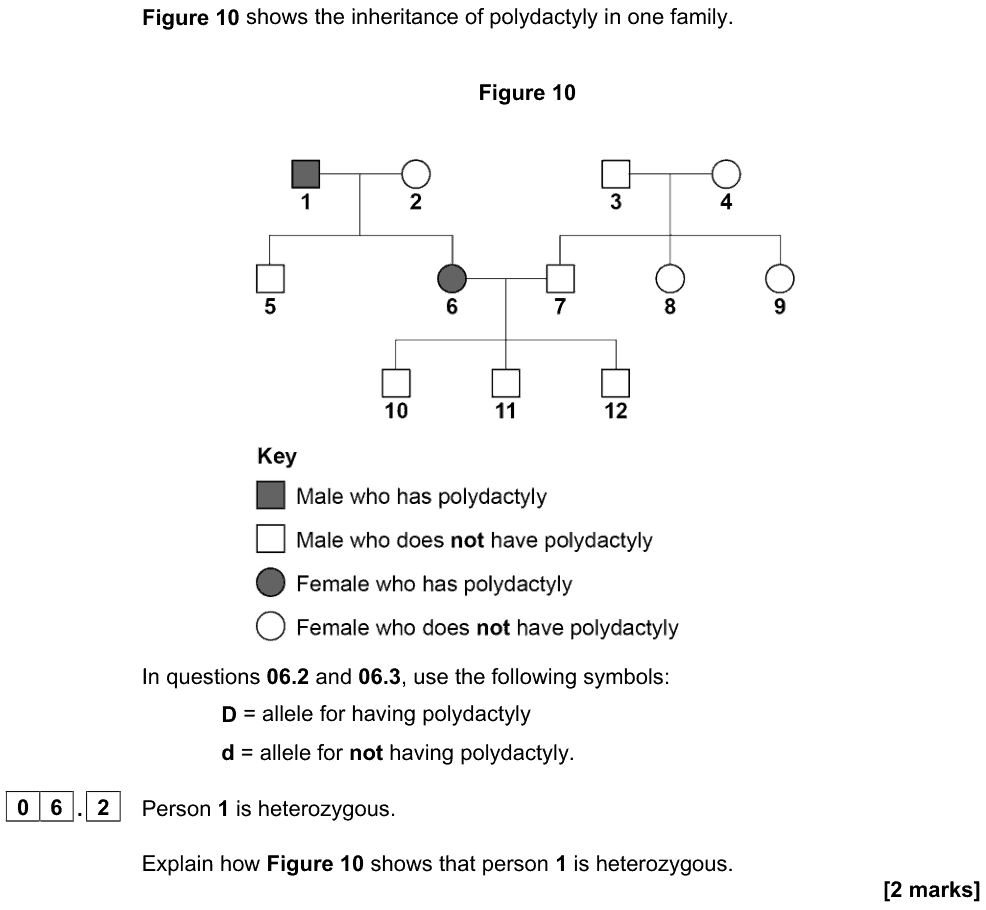 Figure 10 shows the inheritance of polydactyly in one family.
Figure 10
1 2 3 4
5 6 7 8 9
10 11 12
Key
Male who has polydactyly
Male who does not have polydactyly
Female who has polydactyly
Female who does not have polydactyly
In questions 06.2 and 06.3, use the following symbols:
D = allele for having polydactyly
d = allele for not having polydactyly.
0 6 . 2 Person 1 is heterozygous.
Explain how Figure 10 shows that person 1 is heterozygous.
[2 marks]